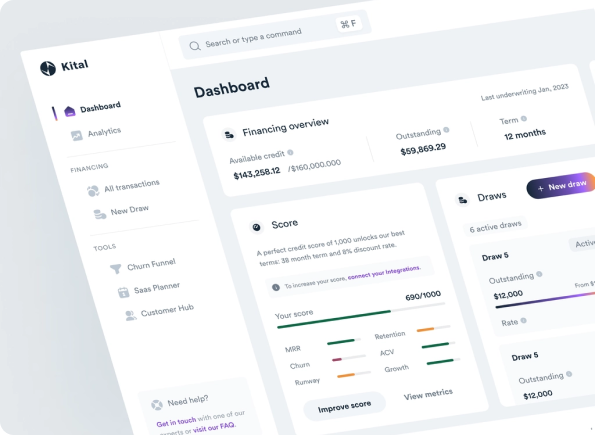 Kital
Search or type a command
⌘ F
Dashboard
Analytics
FINANCING
All transactions
New Draw
TOOLS
Churn Funnel
Saas Planner
Customer Hub
Need help?
Get in touch with one of our
experts or visit our FAQ.
Dashboard
Financing overview
Last underwriting Jan, 2023
Available credit
$143,258.12 /$160,000.000
Outstanding
$59,869.29
Term
12 months
Score
A perfect credit score of 1,000 unlocks our best
terms: 38 month term and 8% discount rate.
To increase your score, connect your Integrations.
Your score 690/1000
MRR
Retention
Churn
ACV
Runway
Growth
Improve score
View metrics
Draws
+ New draw
6 active draws
Draw 5
Active
Outstanding
$12,000
From $1
Rate
Draw 5
Outstanding
$12,000